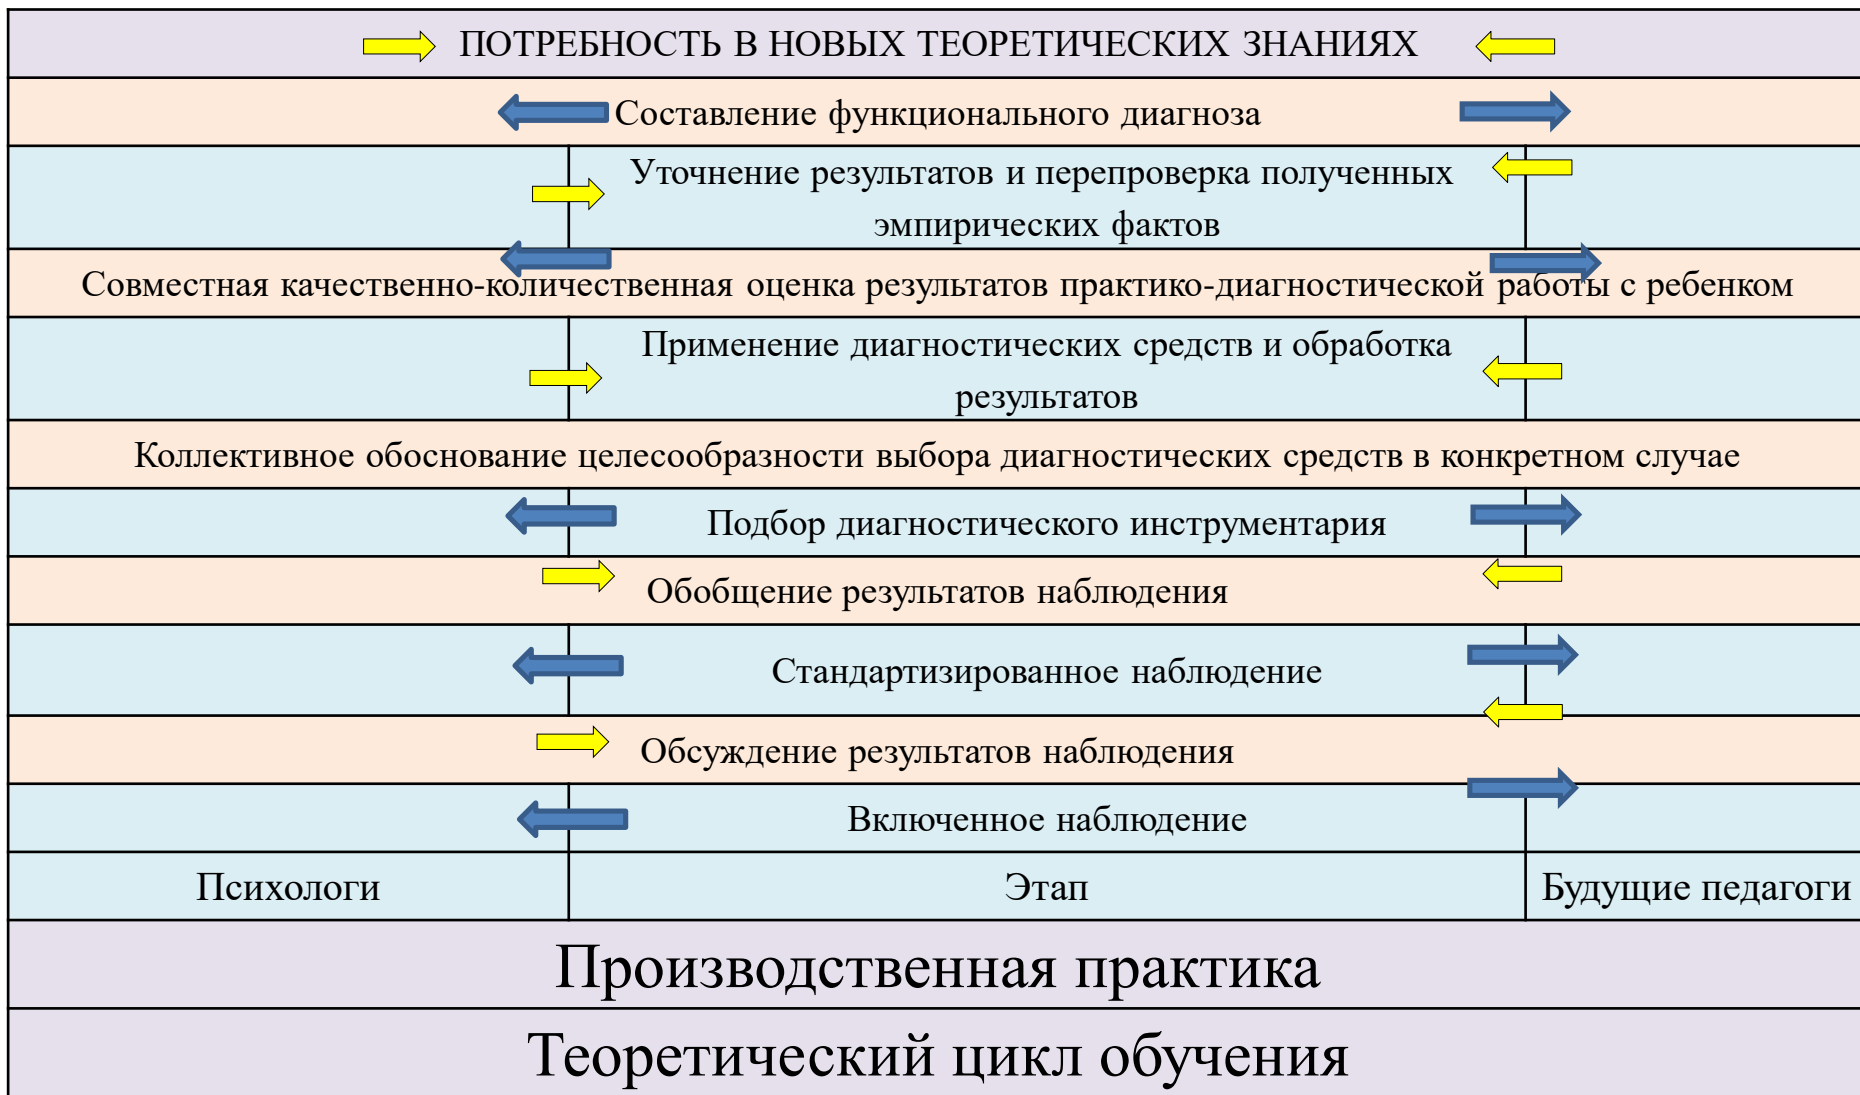 ПОТРЕБНОСТЬ В НОВЫХ ТЕОРЕТИЧЕСКИХ ЗНАНИЯХ
Составление функционального диагноза
Уточнение результатов и перепроверка полученных
эмпирических фактов
Совместная качественно-количественная оценка результатов практико-диагностической работы с ребенком
Применение диагностических средств и обработка
результатов
Коллективное обоснование целесообразности выбора диагностических средств в конкретном случае
Подбор диагностического инструментария
Обобщение результатов наблюдения
Стандартизированное наблюдение
Обсуждение результатов наблюдения
Включенное наблюдение
Психологи
Этап
Будущие педагоги
Производственная практика
Теоретический цикл обучения